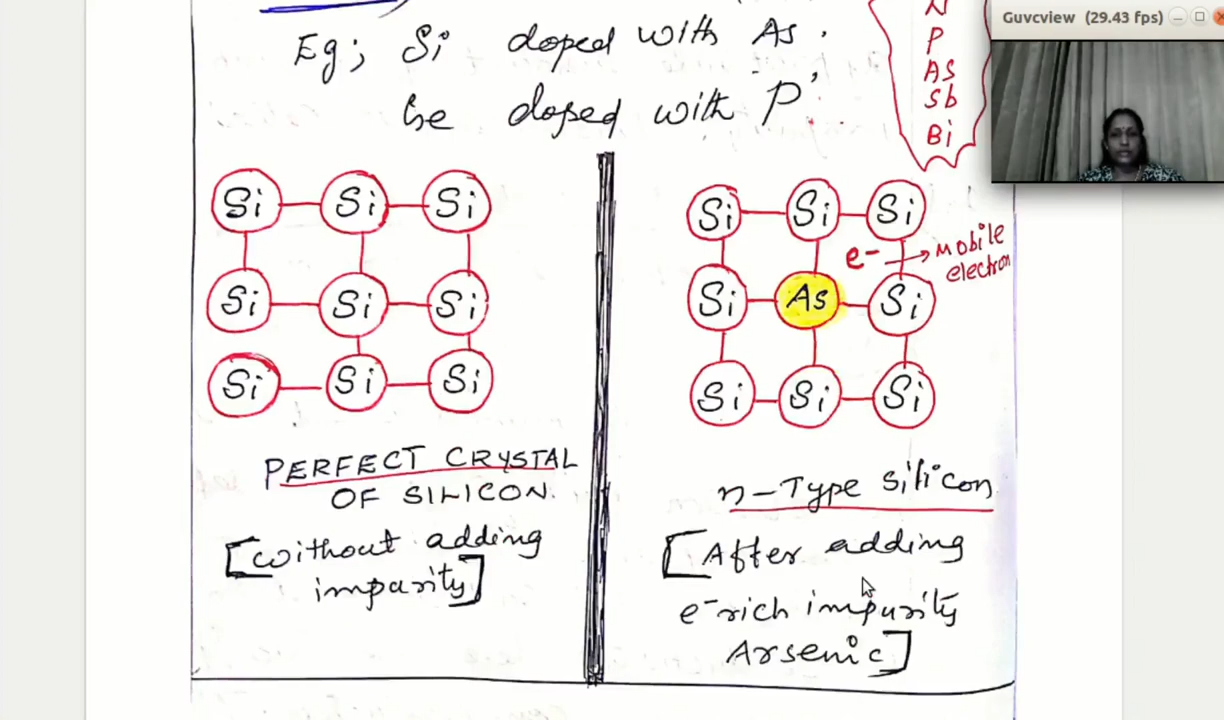 Guvcview (29.43 fps)
N
P
As
Sb
Bi
Eg; Si doped with As.
Ge doped with P'
Si Si Si
Si Si Si
Si Si Si
PERFECT CRYSTAL
OF SILICON.
[without adding
impurity]
Si Si Si
e- → mobile
electron
Si As Si
Si Si Si
n-Type silicon
[After adding
e- rich impurity
Arsenic]